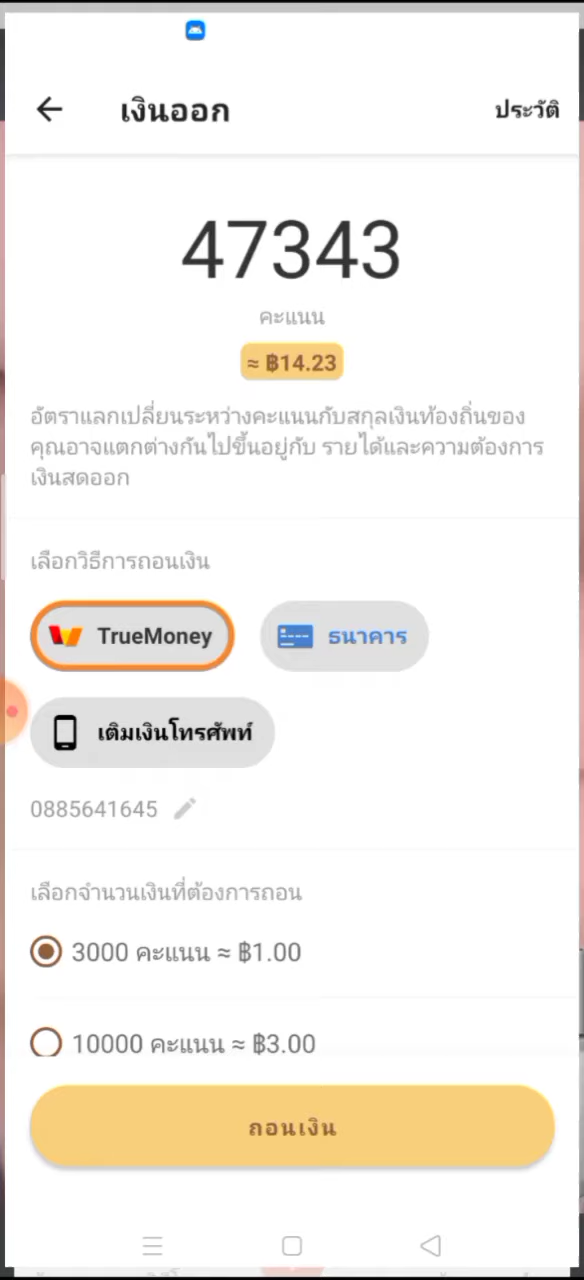 เงินออก
ประวัติ
47343
คะแนน
≈ ฿14.23
อัตราแลกเปลี่ยนระหว่างคะแนนกับสกุลเงินท้องถิ่นของ
คุณอาจแตกต่างกันไปขึ้นอยู่กับ รายได้และความต้องการ
เงินสดออก
เลือกวิธีการถอนเงิน
TrueMoney
ธนาคาร
เติมเงินโทรศัพท์
0885641645
เลือกจำนวนเงินที่ต้องการถอน
3000 คะแนน ≈ ฿1.00
10000 คะแนน ≈ ฿3.00
ถอนเงิน